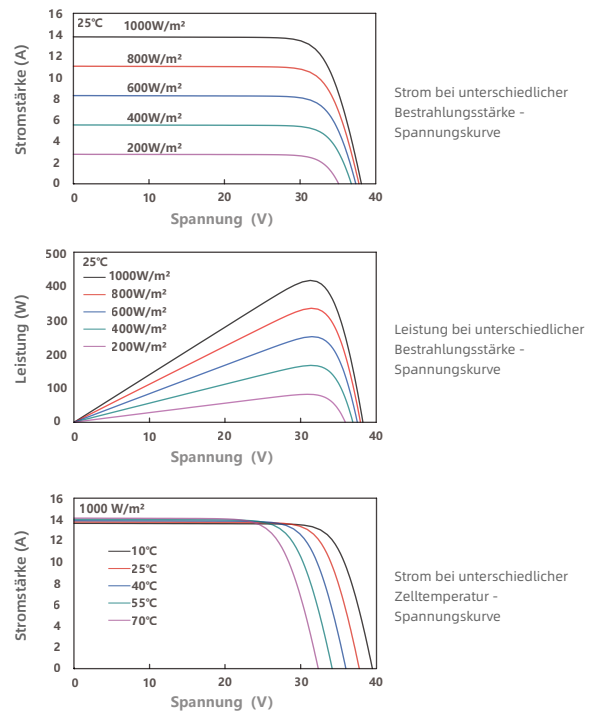 16
14
12
10
8
6
4
2
0
Stromstärke (A)
25℃
1000W/m²
800W/m²
600W/m²
400W/m²
200W/m²
0
10
20
30
40
Spannung (V)
Strom bei unterschiedlicher
Bestrahlungsstärke -
Spannungskurve
500
400
300
200
100
0
Leistung (W)
25℃
1000W/m²
800W/m²
600W/m²
400W/m²
200W/m²
0
10
20
30
40
Spannung (V)
Leistung bei unterschiedlicher
Bestrahlungsstärke -
Spannungskurve
16
14
12
10
8
6
4
2
0
Stromstärke (A)
1000 W/m²
10℃
25℃
40℃
55℃
70℃
0
10
20
30
40
Spannung (V)
Strom bei unterschiedlicher
Zelltemperatur -
Spannungskurve